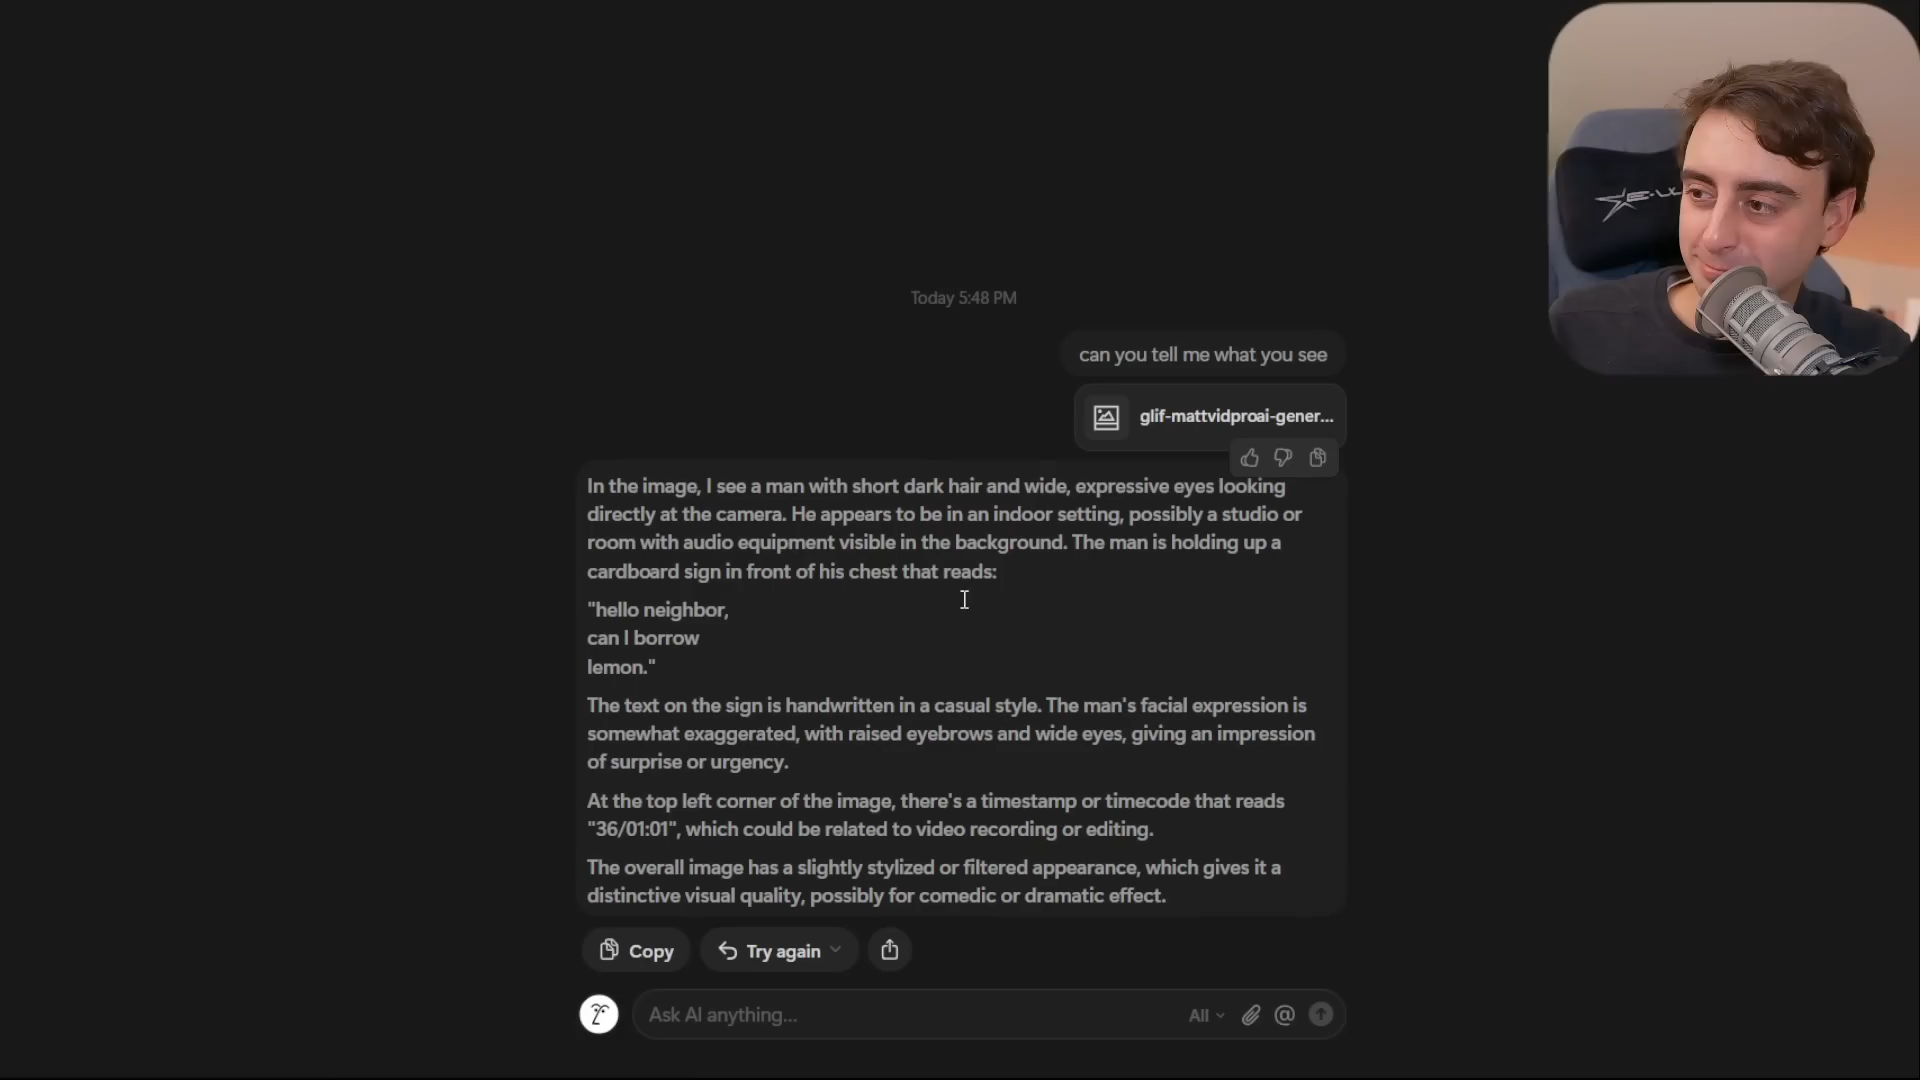 Today 5:48 PM
can you tell me what you see
glif-mattvidproai-gener...
In the image, I see a man with short dark hair and wide, expressive eyes looking
directly at the camera. He appears to be in an indoor setting, possibly a studio or
room with audio equipment visible in the background. The man is holding up a
cardboard sign in front of his chest that reads:
"hello neighbor,
can I borrow
lemon."
The text on the sign is handwritten in a casual style. The man's facial expression is
somewhat exaggerated, with raised eyebrows and wide eyes, giving an impression
of surprise or urgency.
At the top left corner of the image, there's a timestamp or timecode that reads
"36/01:01", which could be related to video recording or editing.
The overall image has a slightly stylized or filtered appearance, which gives it a
distinctive visual quality, possibly for comedic or dramatic effect.
Copy
Try again
Ask AI anything...
All